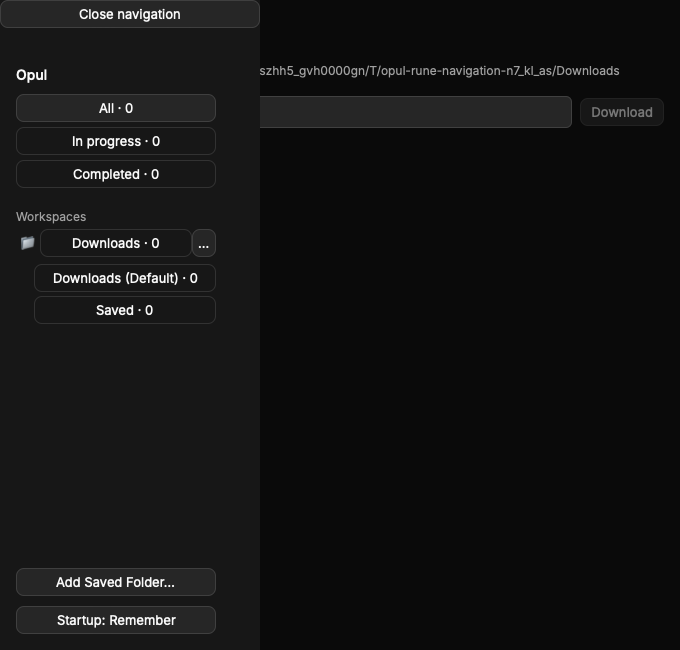 Close navigation
szhh5_gvh0000gn/T/opul-rune-navigation-n7_kl_as/Downloads
Opul
All · 0
Download
In progress · 0
Completed · 0
Workspaces
Downloads · 0
...
Downloads (Default) · 0
Saved · 0
Add Saved Folder...
Startup: Remember